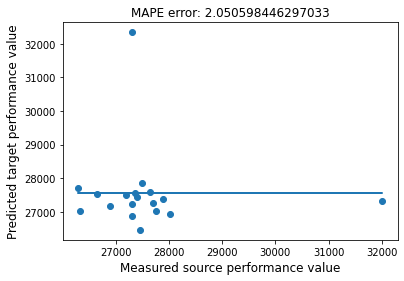 MAPE error: 2.050598446297033
Predicted target performance value
32000
31000
30000
29000
28000
27000
27000 28000 29000 30000 31000 32000
Measured source performance value